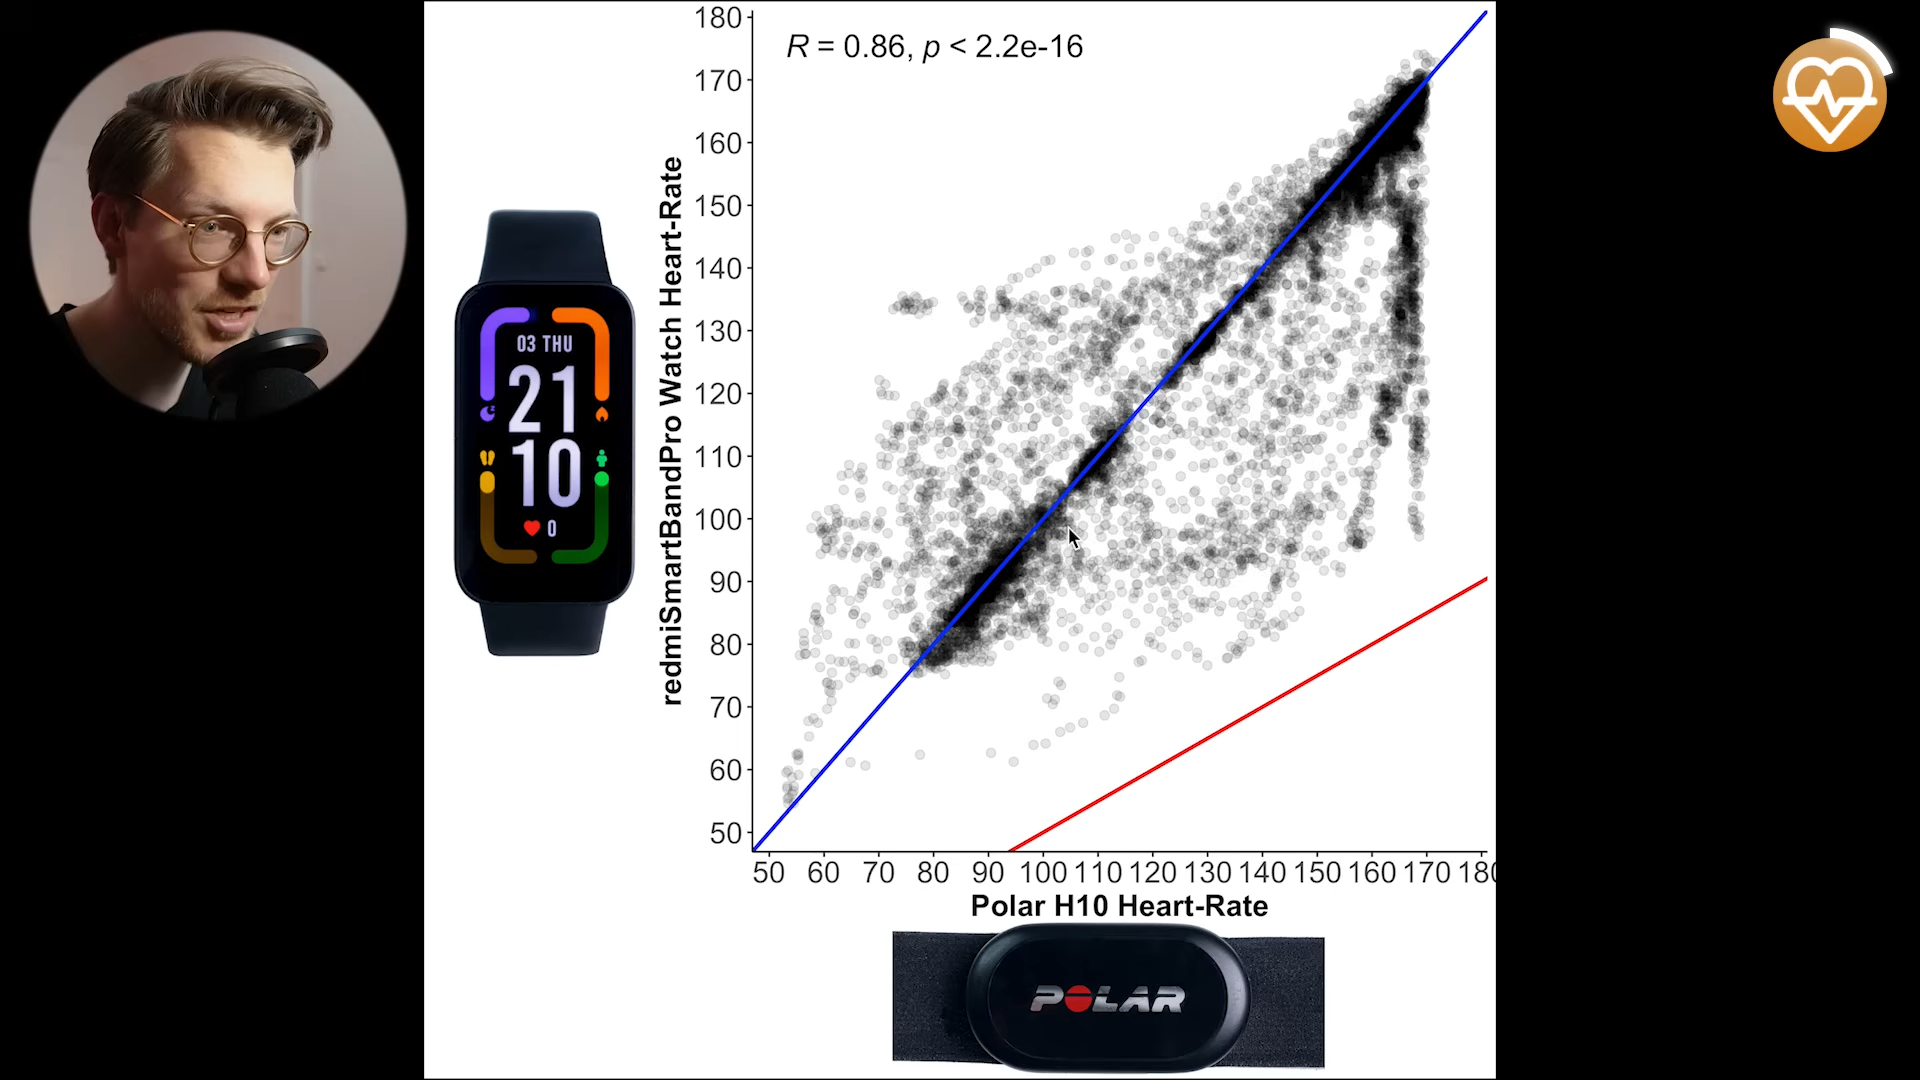 R = 0.86, p < 2.2e-16
180
170
160
150
140
130
120
110
100
90
80
70
60
50
redmiSmartBandPro Watch Heart-Rate
03 THU
21
10
0
50 60 70 80 90 100 110 120 130 140 150 160 170 180
Polar H10 Heart-Rate
POLAR